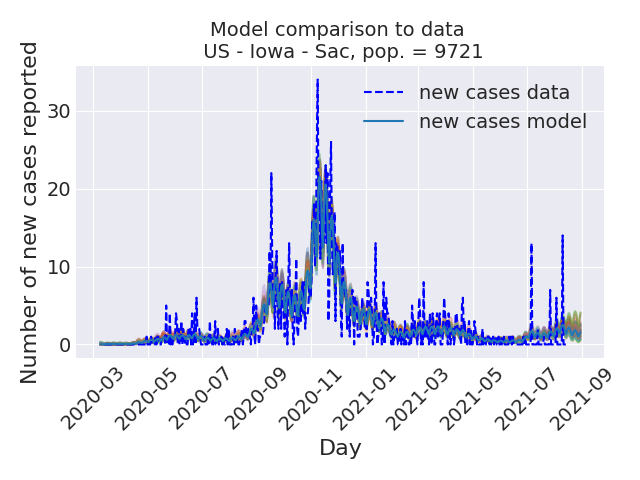 Model comparison to data
US - Iowa - Sac, pop. = 9721
Number of new cases reported
30
20
10
0
new cases data
new cases model
2020-03
2020-05
2020-07
2020-09
2020-11
2021-01
2021-03
2021-05
2021-07
2021-09
Day